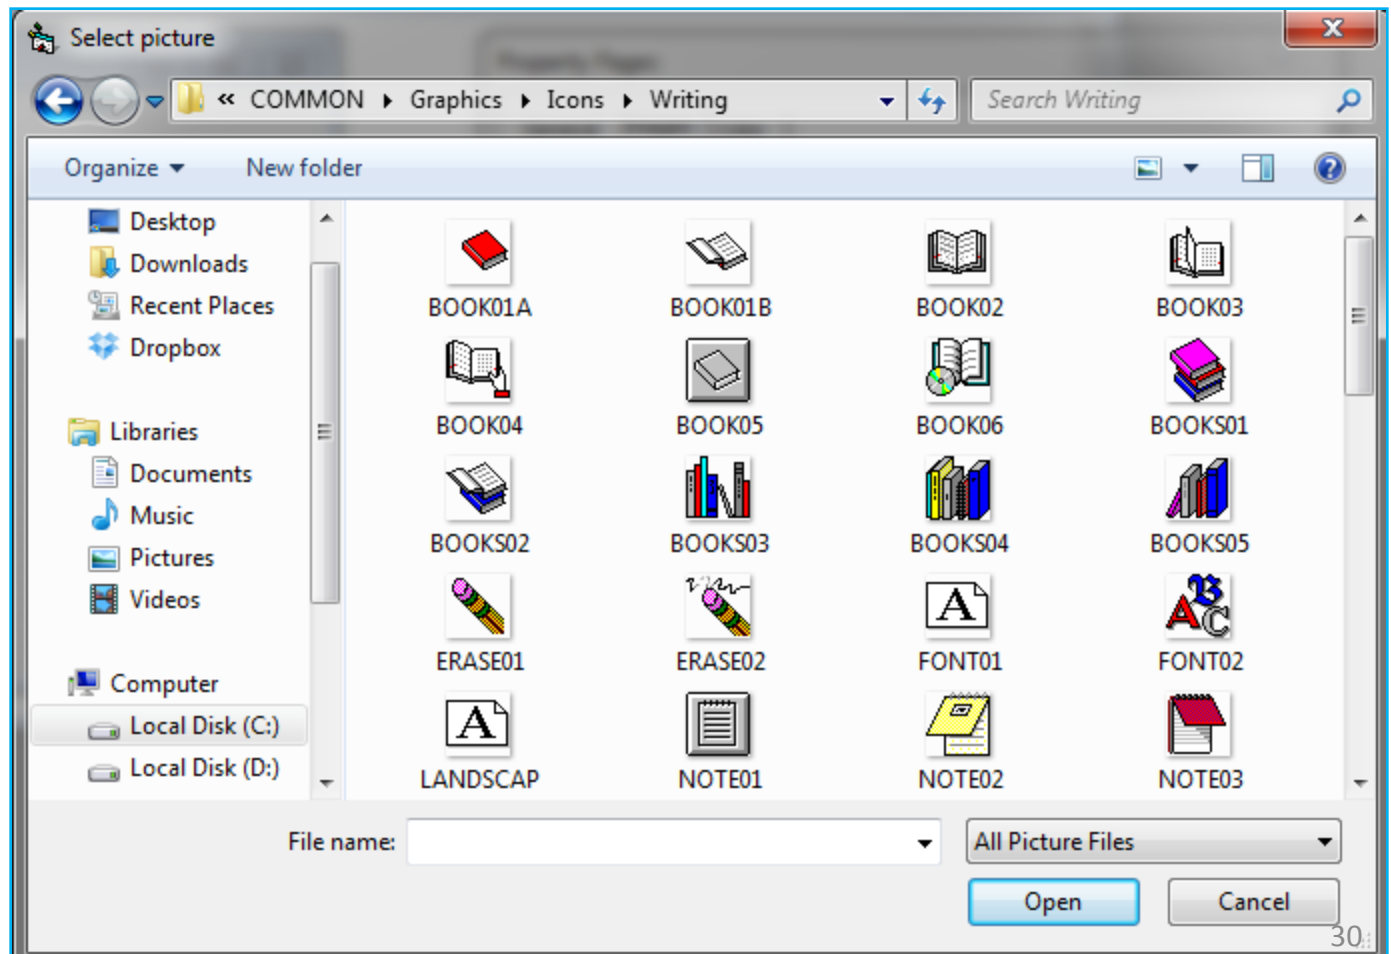 Select picture
Property Pages
« COMMON Graphics Icons Writing
Search Writing
Organize New folder
Desktop
Downloads
Recent Places
Dropbox
Libraries
Documents
Music
Pictures
Videos
Computer
Local Disk (C:)
Local Disk (D:)
BOOK01A BOOK01B BOOK02 BOOK03
BOOK04 BOOK05 BOOK06 BOOKS01
BOOKS02 BOOKS03 BOOKS04 BOOKS05
A B C
A
ERASE01 ERASE02 FONT01 FONT02
A
LANDSCAP NOTE01 NOTE02 NOTE03
File name: All Picture Files
Open Cancel
30